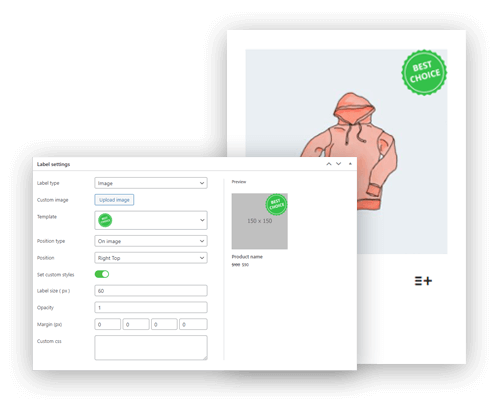 BEST
CHOICE
Label settings
Label type
Image
Preview
Custom image
Upload image
Template
BEST
CHOICE
150 x 150
Position type
On image
Position
Right Top
Product name
$90
Set custom styles
Label size ( px )
60
Opacity
1
Margin (px)
0 0 0 0
Custom css